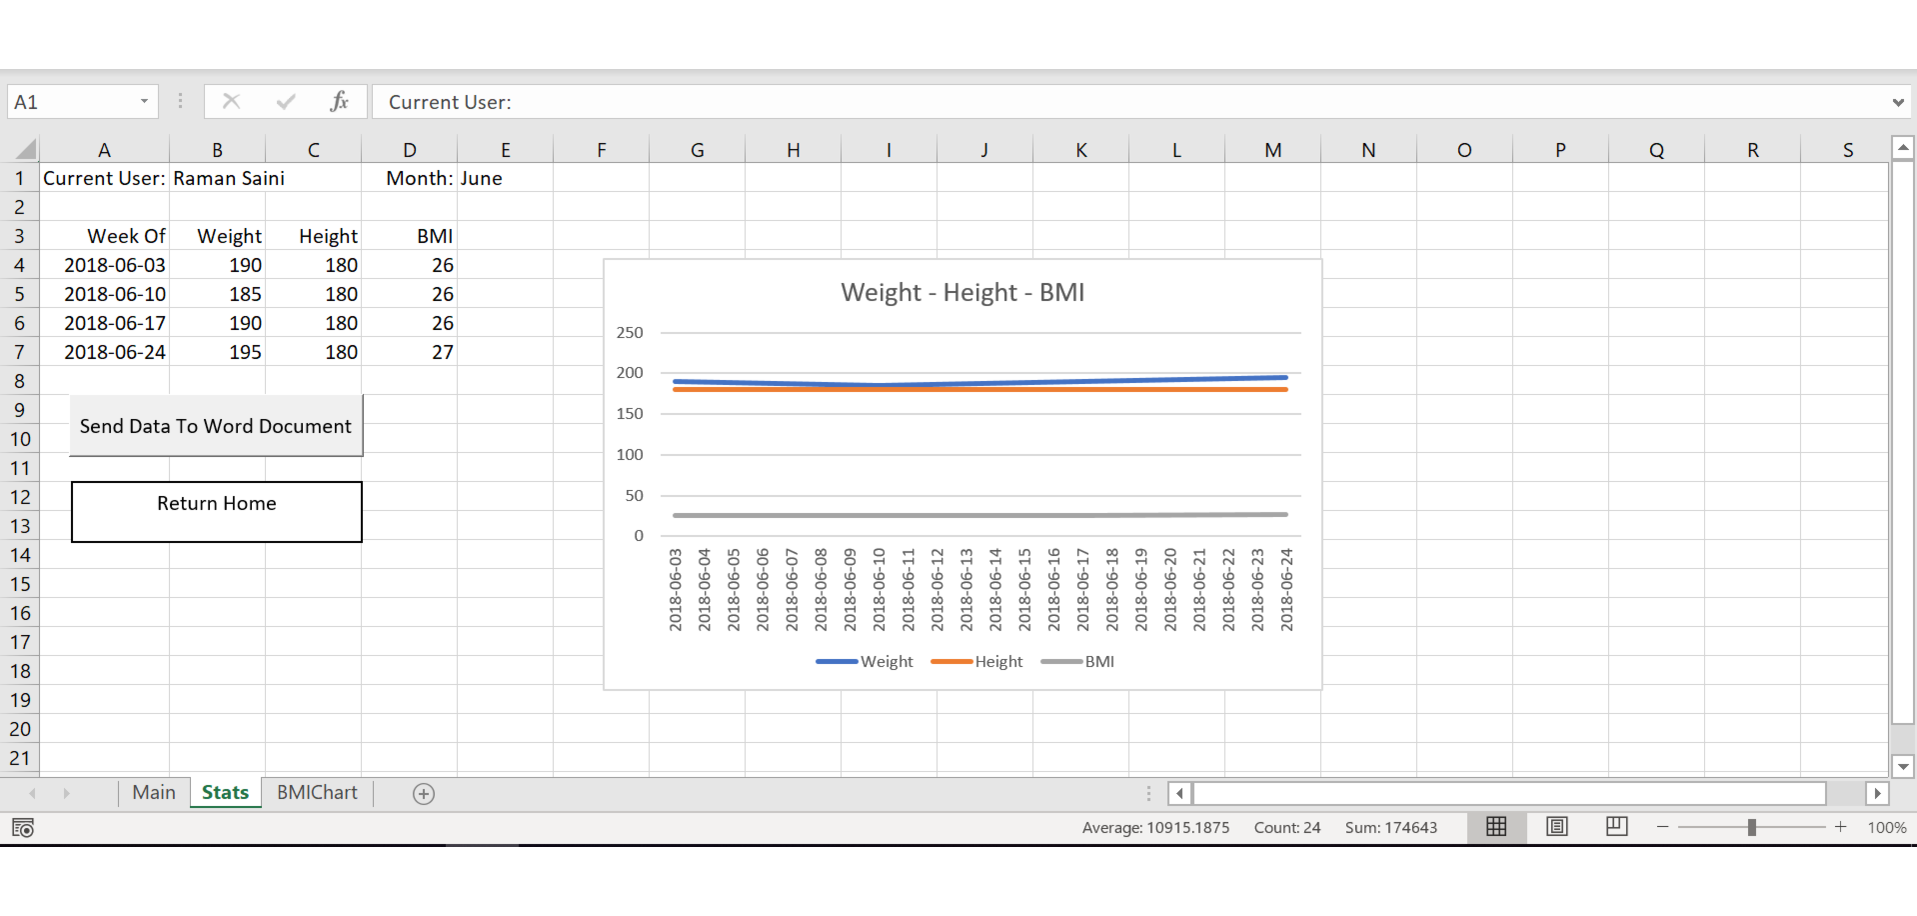 A1
fx
Current User:
A B C D E F G H I J K L M N O P Q R S
1 Current User: Raman Saini Month: June
2
3 Week Of Weight Height BMI
4 2018-06-03 190 180 26
5 2018-06-10 185 180 26
6 2018-06-17 190 180 26
7 2018-06-24 195 180 27
8
9
10
11
12
13
14
15
16
17
18
19
20
21
Send Data To Word Document
Return Home
Weight - Height - BMI
250
200
150
100
50
0
2018-06-03
2018-06-04
2018-06-05
2018-06-06
2018-06-07
2018-06-08
2018-06-09
2018-06-10
2018-06-11
2018-06-12
2018-06-13
2018-06-14
2018-06-15
2018-06-16
2018-06-17
2018-06-18
2018-06-19
2018-06-20
2018-06-21
2018-06-22
2018-06-23
2018-06-24
Weight Height BMI
Main Stats BMIChart
Average: 10915.1875 Count: 24 Sum: 174643 100%